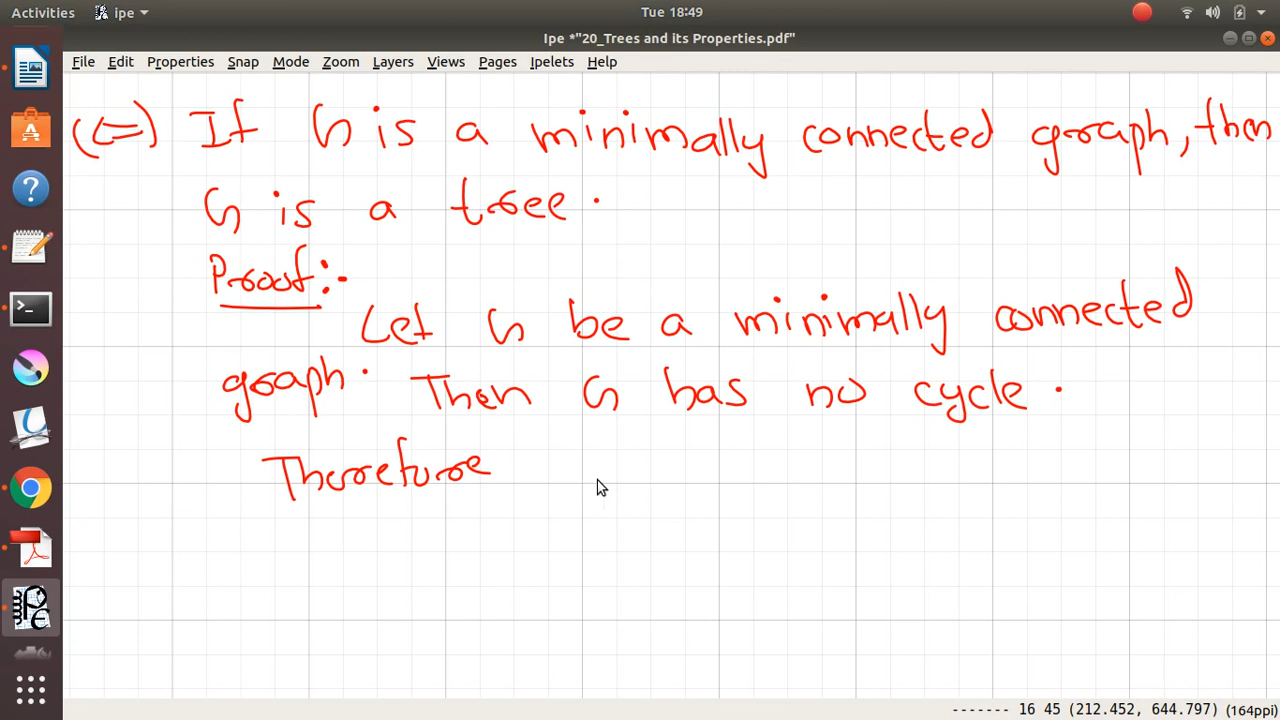 Activities ipe Tue 18:49
Ipe *"20_Trees and its Properties.pdf"
File Edit Properties Snap Mode Zoom Layers Views Pages Ipelets Help
(⇐) If G is a minimally connected graph, then
G is a tree.
Proof:-
Let G be a minimally connected
graph. Then G has no cycle.
Therefore
------- 16 45 (212.452, 644.797) (164ppi)